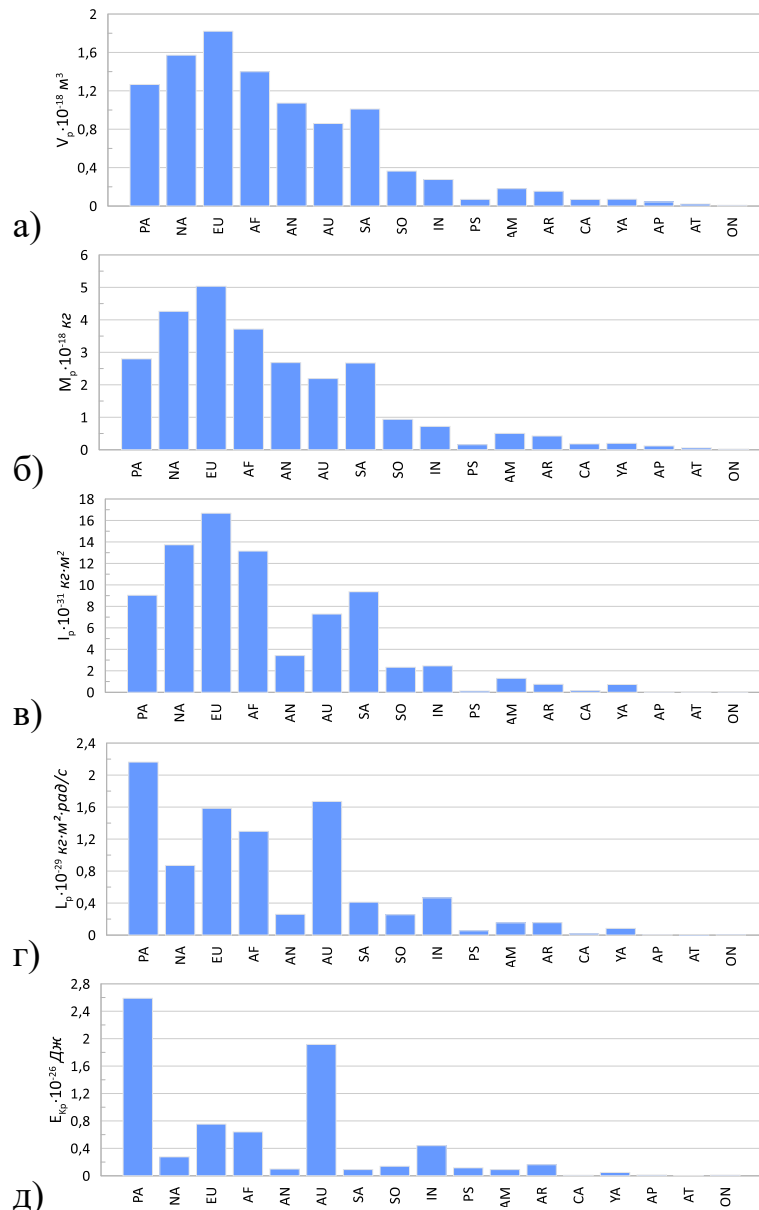 2
1,6
1,2
0,8
0,4
0
Vₚ·10⁻¹⁸ м³
PA NA EU AF AN AU SA SO IN PS AM AR CA YA AP AT ON
а)
6
5
4
3
2
1
0
Mₚ·10⁻¹⁸ кг
PA NA EU AF AN AU SA SO IN PS AM AR CA YA AP AT ON
б)
18
16
14
12
10
8
6
4
2
0
Iₚ·10⁻³¹ кг·м²
PA NA EU AF AN AU SA SO IN PS AM AR CA YA AP AT ON
в)
2,4
2
1,6
1,2
0,8
0,4
0
Lₚ·10⁻²⁹ кг·м²·рад/с
PA NA EU AF AN AU SA SO IN PS AM AR CA YA AP AT ON
г)
2,8
2,4
2
1,6
1,2
0,8
0,4
0
Eₖₚ·10⁻²⁶ Дж
PA NA EU AF AN AU SA SO IN PS AM AR CA YA AP AT ON
д)